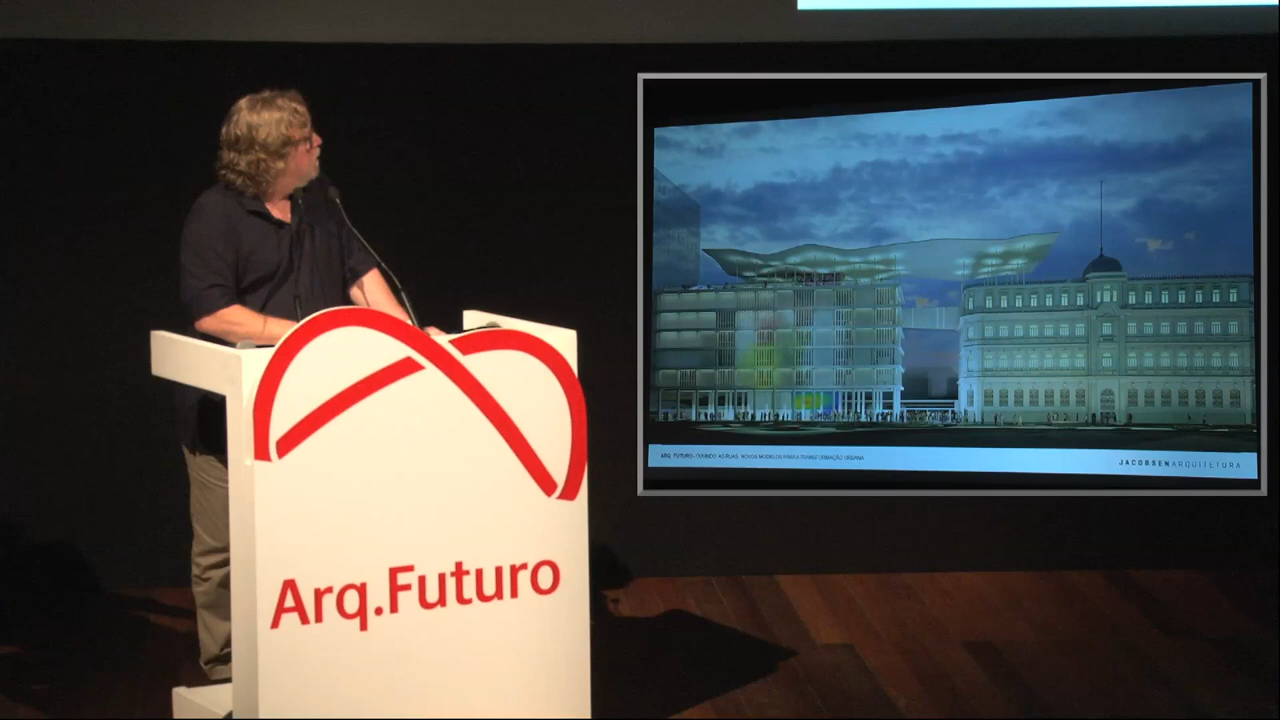 Arq.Futuro
ARQ. FUTURO - OUVINDO AS RUAS: NOVOS MODELOS PARA A TRANSFORMAÇÃO URBANA
JACOBSENARQUITETURA